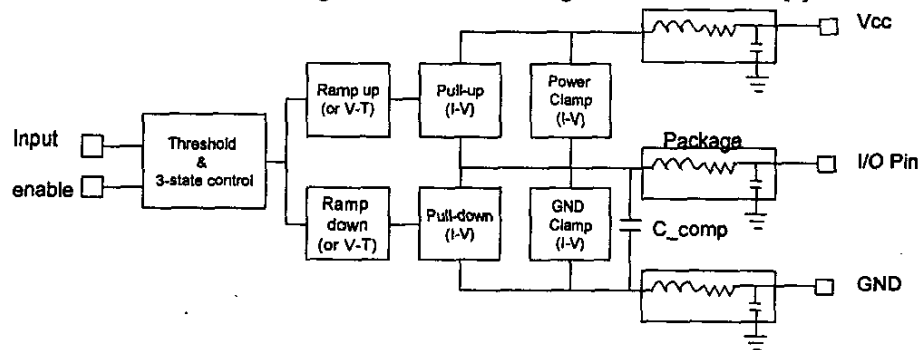 Vcc
Ramp up
(or V-T)
Pull-up
(I-V)
Power
Clamp
(I-V)
Input
enable
Threshold
&
3-state control
Package
I/O Pin
Ramp
down
(or V-T)
Pull-down
(I-V)
GND
Clamp
(I-V)
C_comp
GND